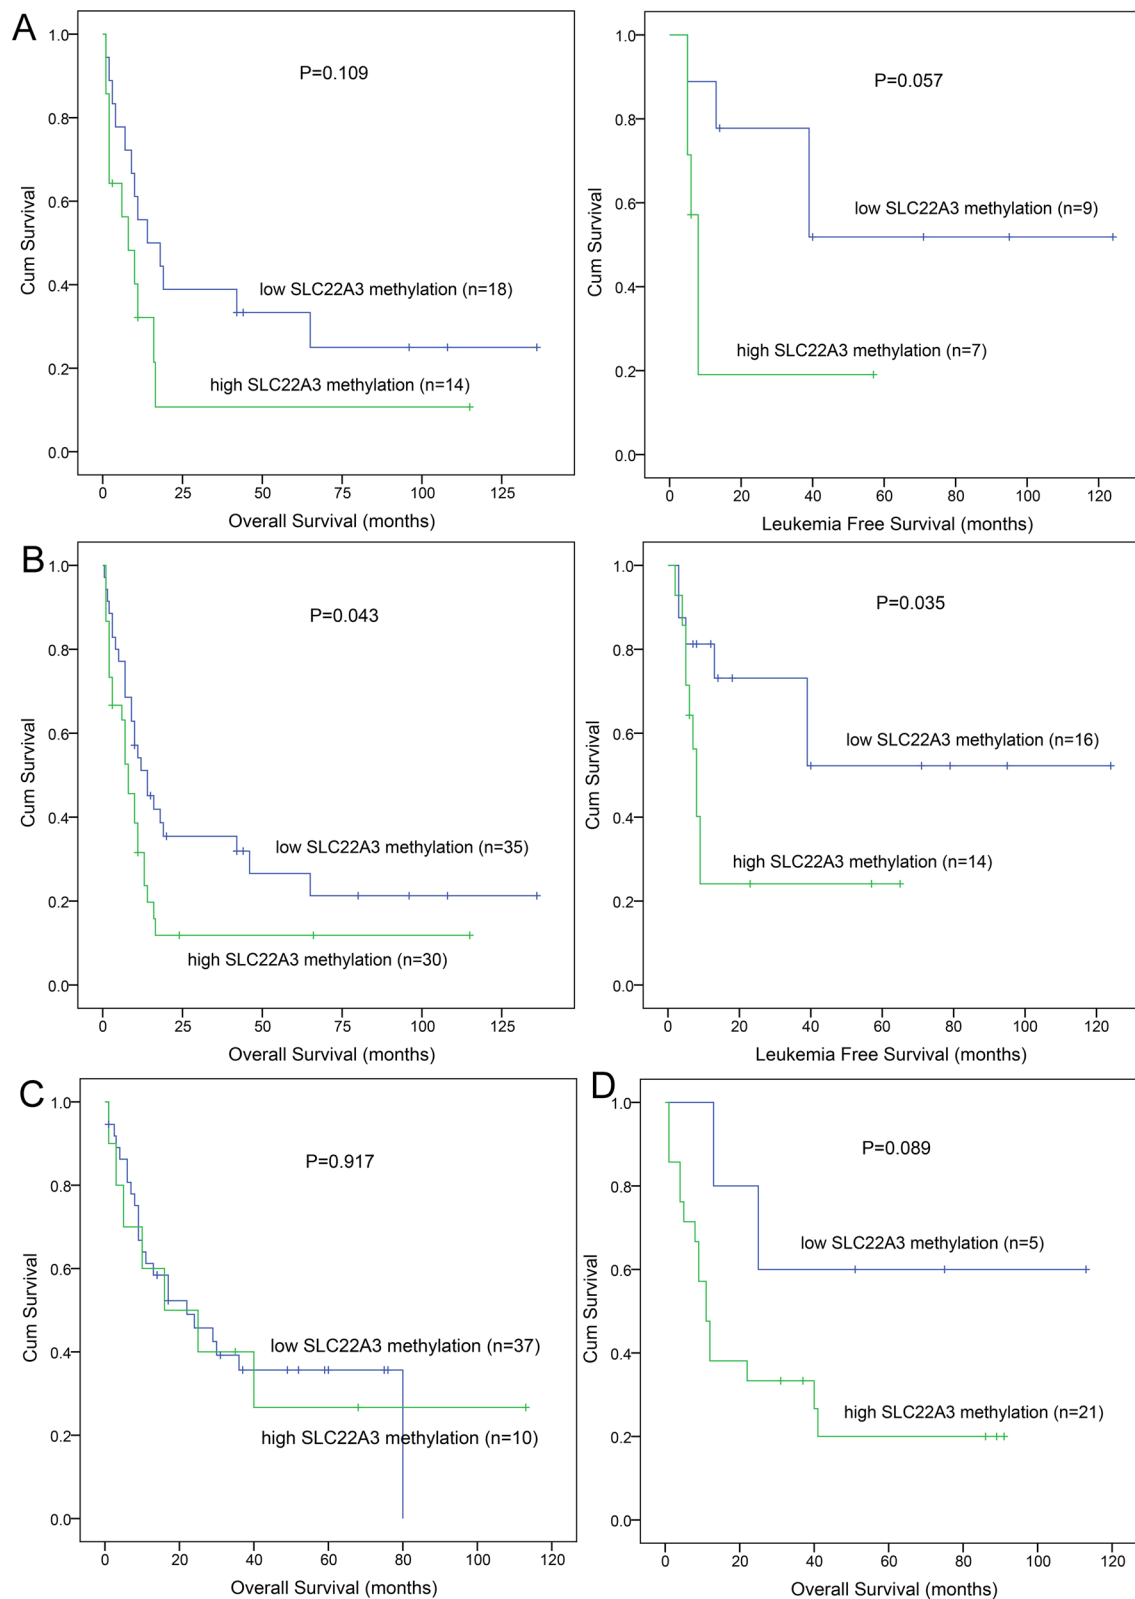 A
P=0.109
low SLC22A3 methylation (n=18)
high SLC22A3 methylation (n=14)
Cum Survival
1.0
0.8
0.6
0.4
0.2
0.0
0 25 50 75 100 125
Overall Survival (months)
P=0.057
low SLC22A3 methylation (n=9)
high SLC22A3 methylation (n=7)
Cum Survival
1.0
0.8
0.6
0.4
0.2
0.0
0 20 40 60 80 100 120
Leukemia Free Survival (months)
B
P=0.043
low SLC22A3 methylation (n=35)
high SLC22A3 methylation (n=30)
Cum Survival
1.0
0.8
0.6
0.4
0.2
0.0
0 25 50 75 100 125
Overall Survival (months)
P=0.035
low SLC22A3 methylation (n=16)
high SLC22A3 methylation (n=14)
Cum Survival
1.0
0.8
0.6
0.4
0.2
0.0
0 20 40 60 80 100 120
Leukemia Free Survival (months)
C
P=0.917
low SLC22A3 methylation (n=37)
high SLC22A3 methylation (n=10)
Cum Survival
1.0
0.8
0.6
0.4
0.2
0.0
0 20 40 60 80 100 120
Overall Survival (months)
D
P=0.089
low SLC22A3 methylation (n=5)
high SLC22A3 methylation (n=21)
Cum Survival
1.0
0.8
0.6
0.4
0.2
0.0
0 20 40 60 80 100 120
Overall Survival (months)